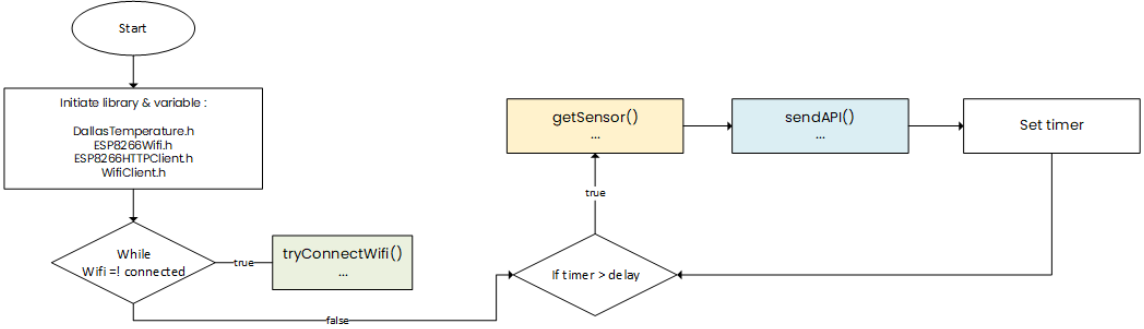 Start
Initiate library & variable :
DallasTemperature.h
ESP8266Wifi.h
ESP8266HTTPClient.h
WifiClient.h
While
Wifi =! connected
true
tryConnectWifi()
...
false
If timer > delay
true
getSensor()
...
sendAPI()
...
Set timer